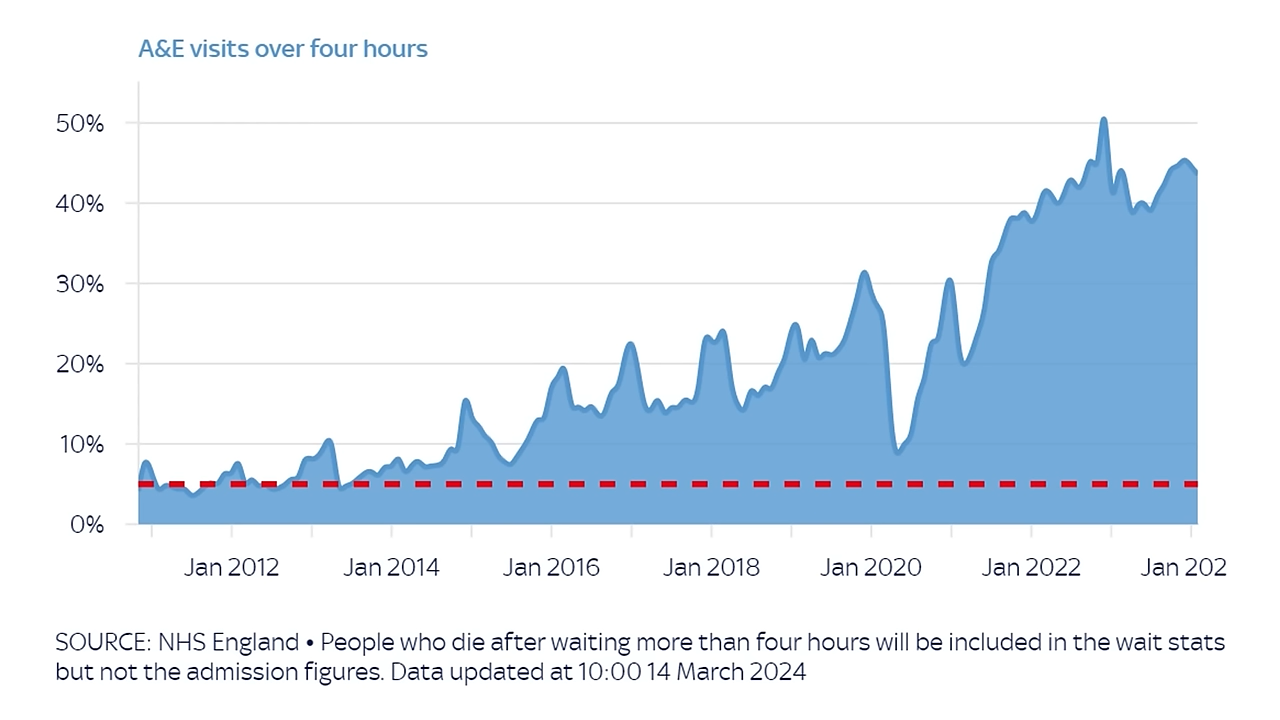 A&E visits over four hours
50%
40%
30%
20%
10%
0%
Jan 2012 Jan 2014 Jan 2016 Jan 2018 Jan 2020 Jan 2022 Jan 202
SOURCE: NHS England • People who die after waiting more than four hours will be included in the wait stats
but not the admission figures. Data updated at 10:00 14 March 2024